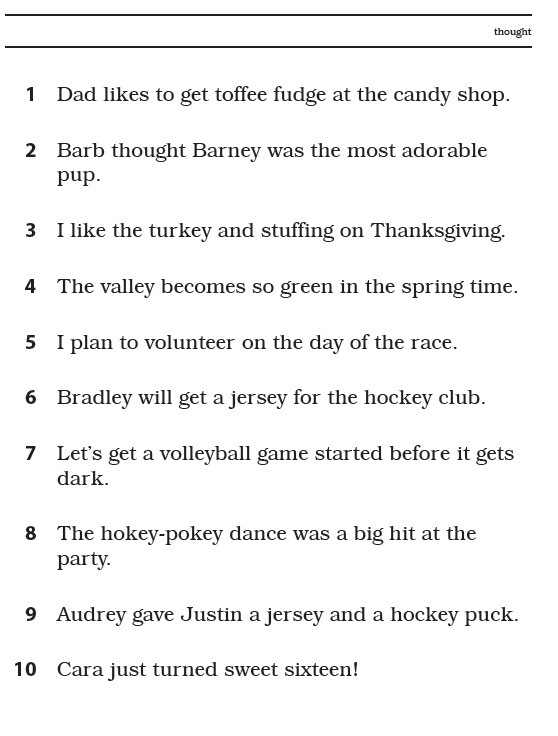 thought
1 Dad likes to get toffee fudge at the candy shop.
2 Barb thought Barney was the most adorable
pup.
3 I like the turkey and stuffing on Thanksgiving.
4 The valley becomes so green in the spring time.
5 I plan to volunteer on the day of the race.
6 Bradley will get a jersey for the hockey club.
7 Let’s get a volleyball game started before it gets
dark.
8 The hokey-pokey dance was a big hit at the
party.
9 Audrey gave Justin a jersey and a hockey puck.
10 Cara just turned sweet sixteen!